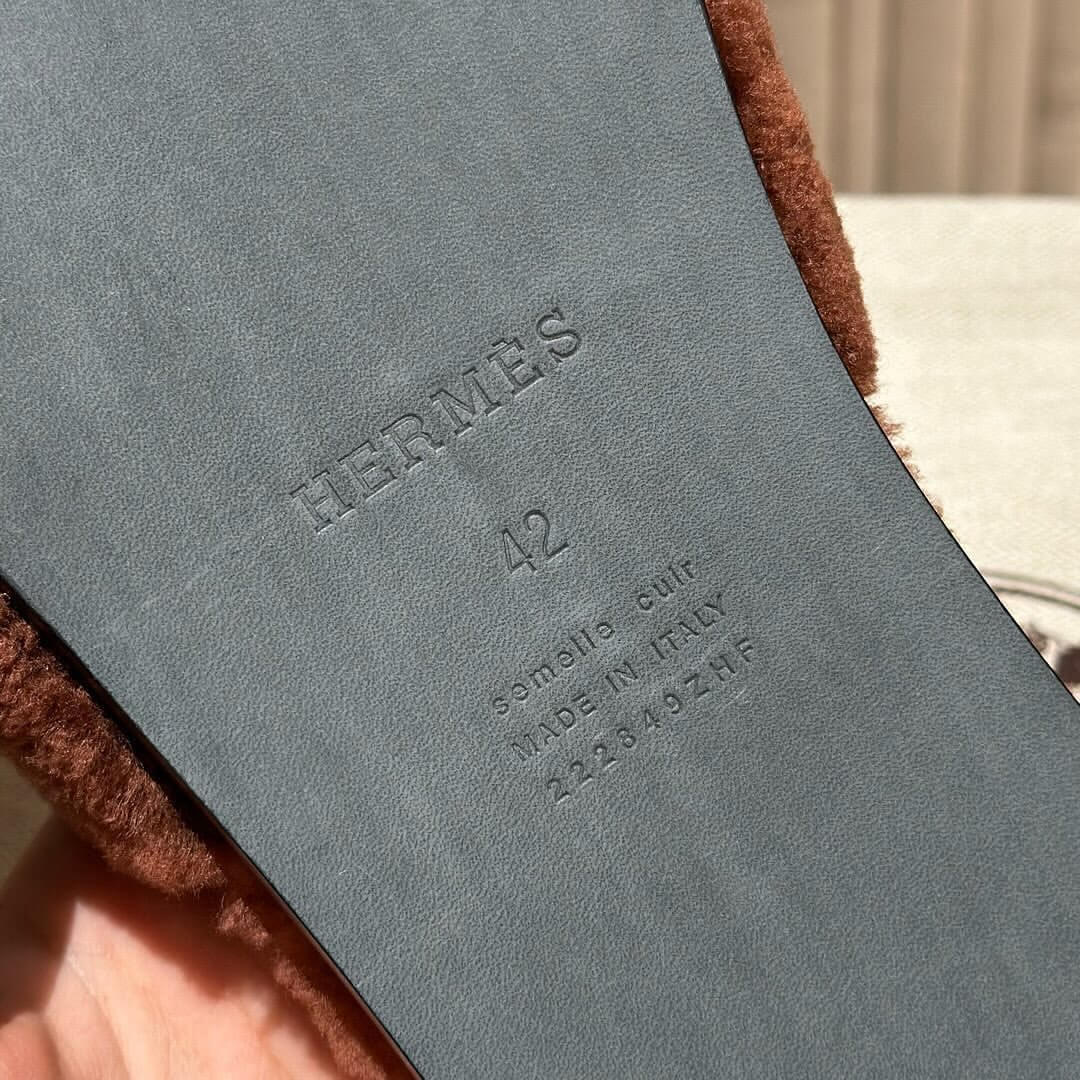 HERMÈS
42
semelle cuir
MADE IN ITALY
222849ZHF